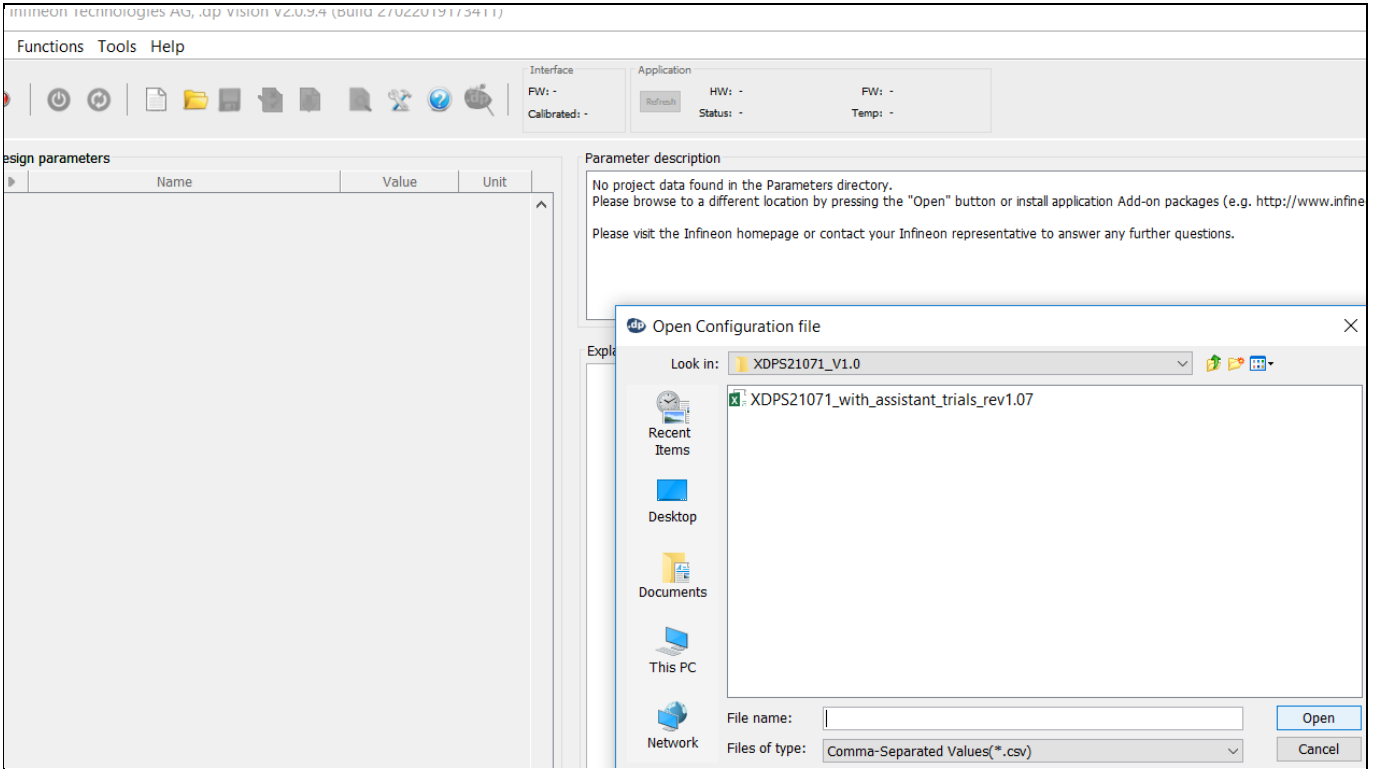 Infineon Technologies AG, .dp Vision V2.0.9.4 (Build 27022019173411)
Functions Tools Help
Interface
FW: -
Calibrated: -
Application
Refresh
HW: -
FW: -
Status: -
Temp: -
.dp
esign parameters
Name Value Unit
Parameter description
No project data found in the Parameters directory.
Please browse to a different location by pressing the "Open" button or install application Add-on packages (e.g. http://www.infine
Please visit the Infineon homepage or contact your Infineon representative to answer any further questions.
Expla
.dp Open Configuration file
Look in: XDPS21071_V1.0
XDPS21071_with_assistant_trials_rev1.07
Recent
Items
Desktop
Documents
This PC
Network
File name:
Open
Files of type: Comma-Separated Values(*.csv)
Cancel